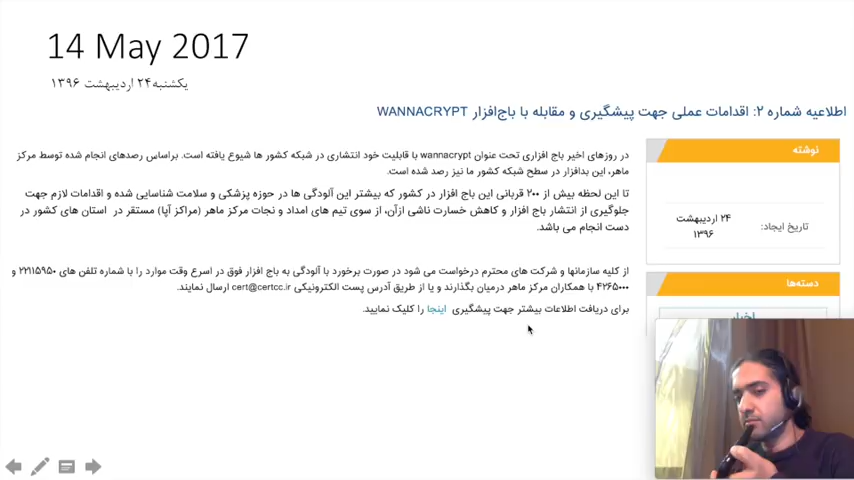 14 May 2017
یکشنبه ۲۴ اردیبهشت ۱۳۹۶
اطلاعیه شماره ۲: اقدامات عملی جهت پیشگیری و مقابله با باج‌افزار WANNACRYPT
نوشته
تاریخ ایجاد:
۲۴ اردیبهشت
۱۳۹۶
دسته‌ها
اخبار
در روزهای اخیر باج افزاری تحت عنوان wannacrypt با قابلیت خود انتشاری در شبکه کشور ها شیوع یافته است. براساس رصدهای انجام شده توسط مرکز
ماهر، این بدافزار در سطح شبکه کشور ما نیز رصد شده است.
تا این لحظه بیش از ۲۰۰ قربانی این باج افزار در کشور که بیشتر این آلودگی ها در حوزه پزشکی و سلامت شناسایی شده و اقدامات لازم جهت
جلوگیری از انتشار باج افزار و کاهش خسارت ناشی ازآن، از سوی تیم های امداد و نجات مرکز ماهر (مراکز آپا) مستقر در استان های کشور در
دست انجام می باشد.
از کلیه سازمانها و شرکت های محترم درخواست می شود در صورت برخورد با آلودگی به باج افزار فوق در اسرع وقت موارد را با شماره تلفن های ۲۲۱۱۵۹۵۰ و
۴۲۶۵۰۰۰۰ با همکاران مرکز ماهر درمیان بگذارند و یا از طریق آدرس پست الکترونیکی cert@certcc.ir ارسال نمایند.
برای دریافت اطلاعات بیشتر جهت پیشگیری اینجا را کلیک نمایید.